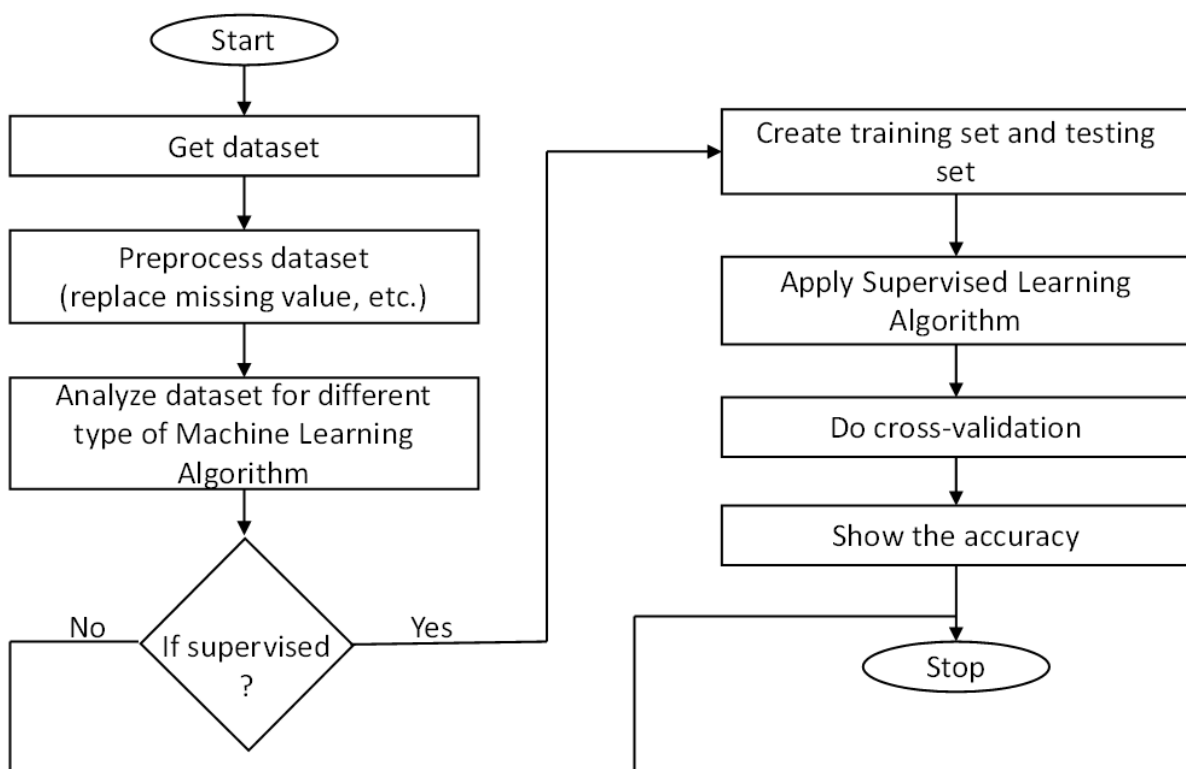 Start
Get dataset
Preprocess dataset
(replace missing value, etc.)
Analyze dataset for different
type of Machine Learning
Algorithm
No
If supervised
?
Yes
Create training set and testing
set
Apply Supervised Learning
Algorithm
Do cross-validation
Show the accuracy
Stop